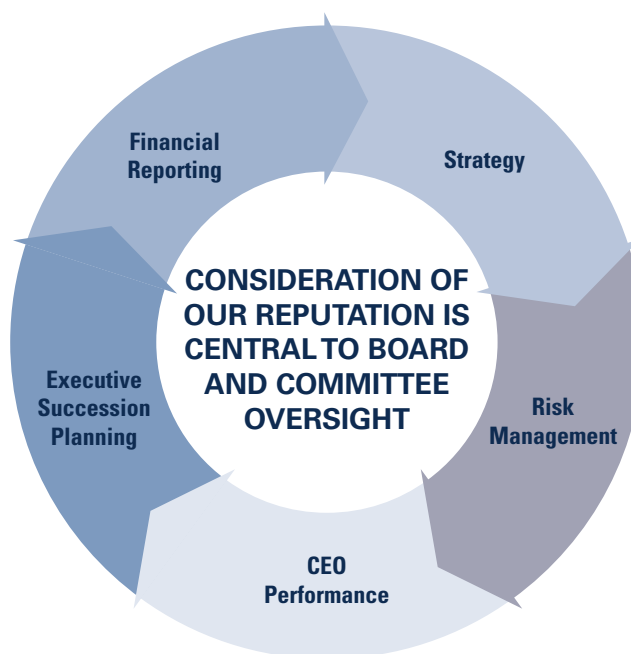 Financial
Reporting
Strategy
CONSIDERATION OF
OUR REPUTATION IS
CENTRAL TO BOARD
AND COMMITTEE
OVERSIGHT
Executive
Succession
Planning
Risk
Management
CEO
Performance